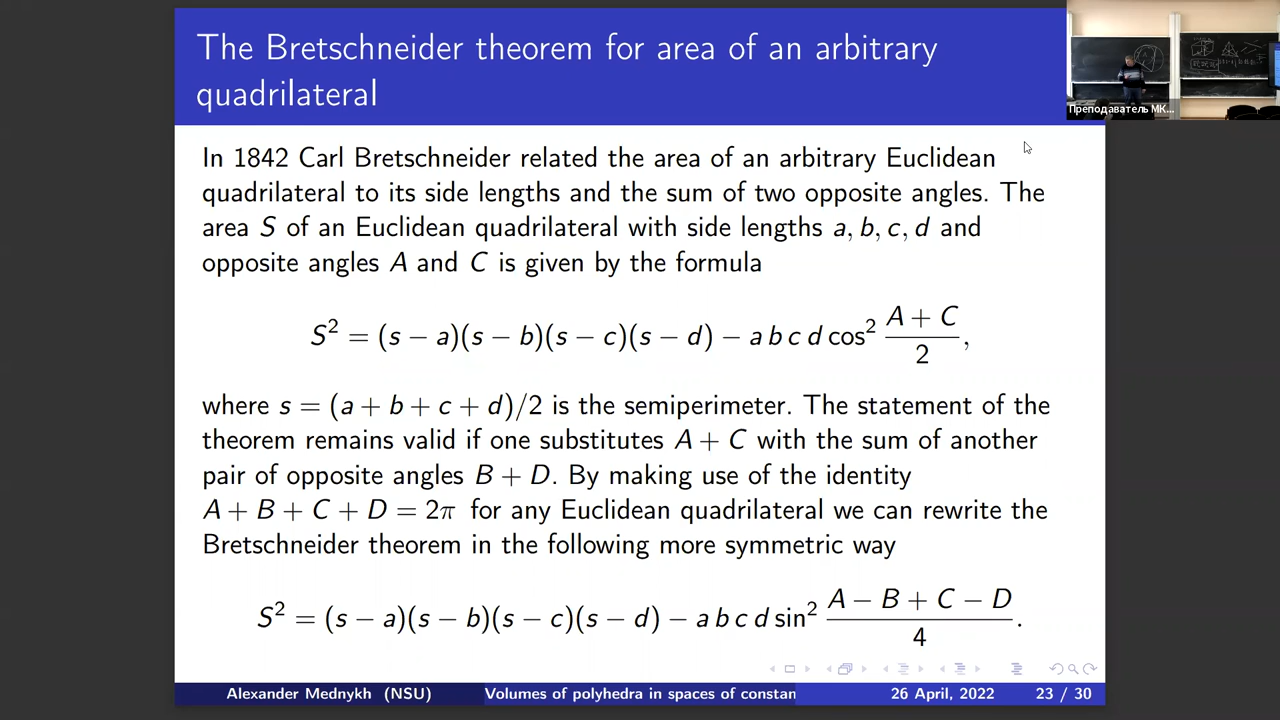 The Bretschneider theorem for area of an arbitrary
quadrilateral
Преподаватель МК...
In 1842 Carl Bretschneider related the area of an arbitrary Euclidean
quadrilateral to its side lengths and the sum of two opposite angles. The
area S of an Euclidean quadrilateral with side lengths a, b, c, d and
opposite angles A and C is given by the formula
S² = (s − a)(s − b)(s − c)(s − d) − a b c d cos² (A + C)/2,
where s = (a + b + c + d)/2 is the semiperimeter. The statement of the
theorem remains valid if one substitutes A + C with the sum of another
pair of opposite angles B + D. By making use of the identity
A + B + C + D = 2π for any Euclidean quadrilateral we can rewrite the
Bretschneider theorem in the following more symmetric way
S² = (s − a)(s − b)(s − c)(s − d) − a b c d sin² (A − B + C − D)/4.
Alexander Mednykh (NSU) Volumes of polyhedra in spaces of constan 26 April, 2022 23 / 30